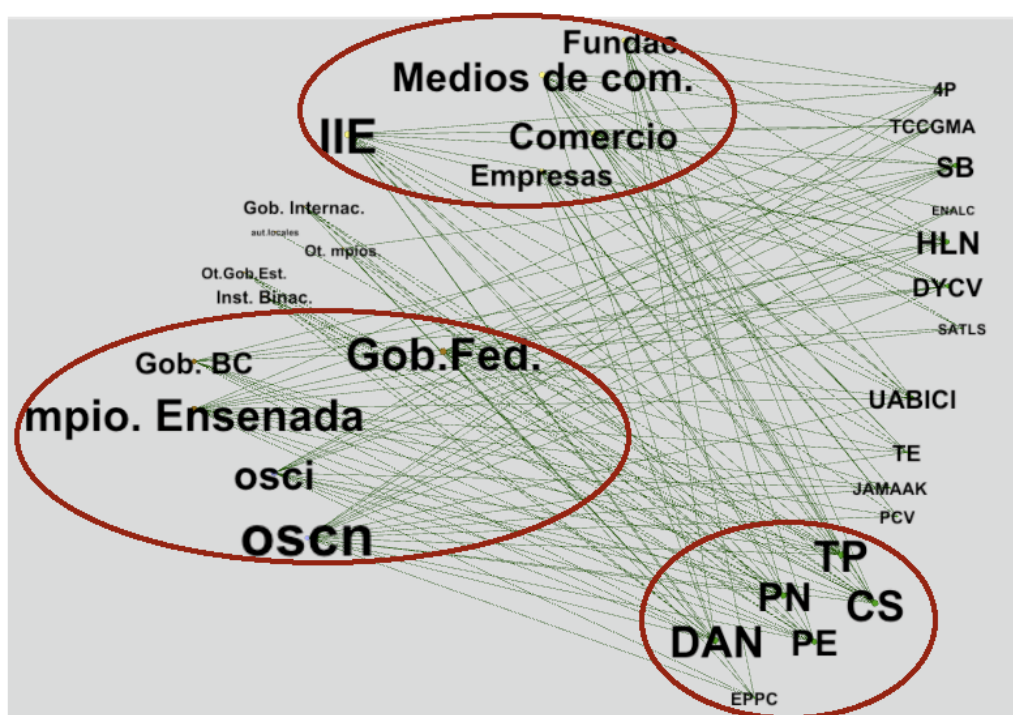 Fundac.
Medios de com.
IIE
Comercio
Empresas
Gob. Internac.
aut.locales
Ot. mpios.
Ot.Gob.Est.
Inst. Binac.
Gob. BC
Gob.Fed.
mpio. Ensenada
osci
oscn
4P
TCCGMA
SB
ENALC
HLN
DYCV
SATLS
UABICI
TE
JAMAAK
PCV
TP
PN
CS
DAN
PE
EPPC